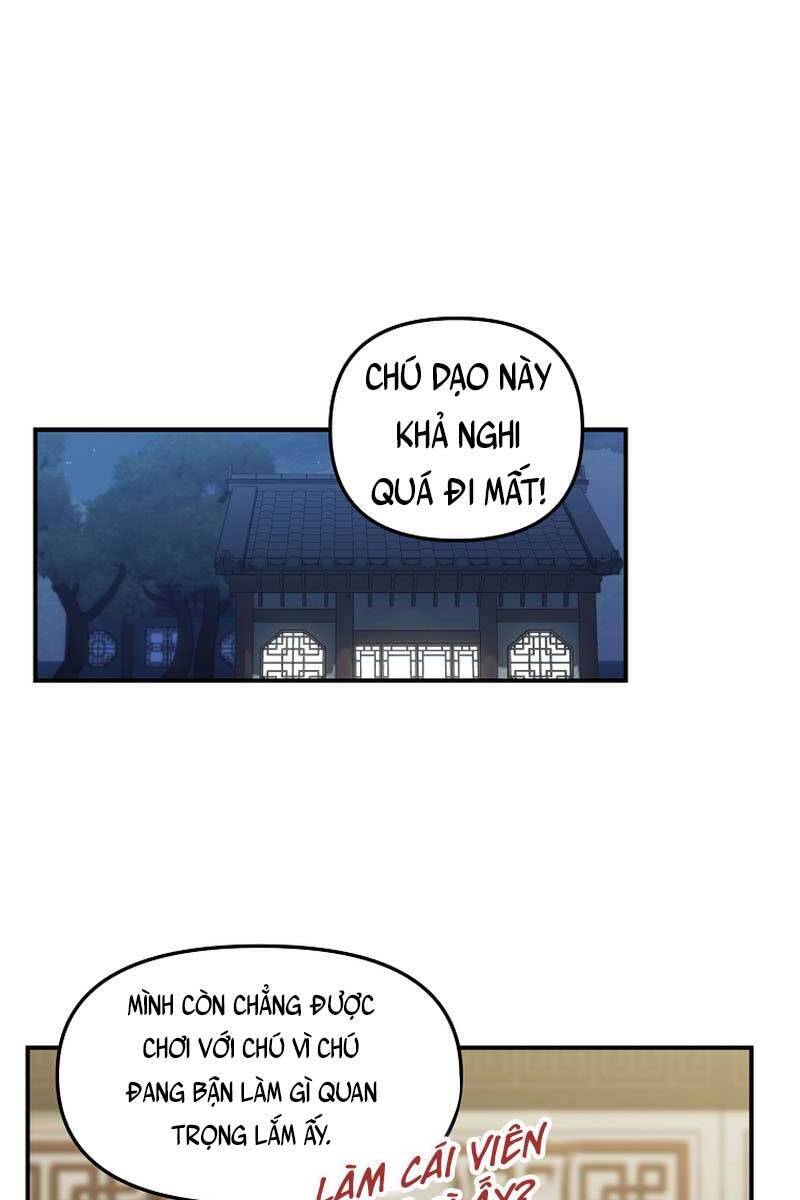 CHÚ DẠO NÀY
KHẢ NGHI
QUÁ ĐI MẤT!
MÌNH CÒN CHẲNG ĐƯỢC
CHƠI VỚI CHÚ VÌ CHÚ
ĐANG BẬN LÀM GÌ QUAN
TRỌNG LẮM ẤY.
LÀM CÁI VIÊN
ẤY?